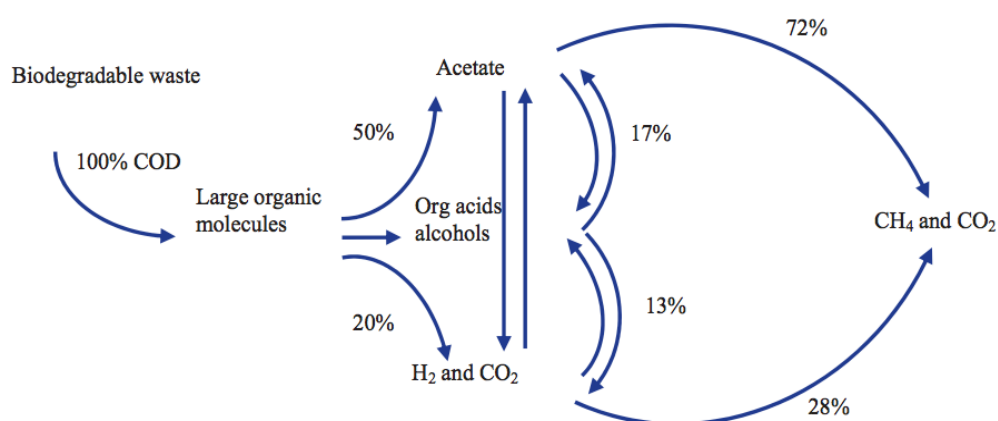 72%
Acetate
Biodegradable waste
50%
17%
100% COD
Large organic
molecules
Org acids
alcohols
CH₄ and CO₂
20%
13%
H₂ and CO₂
28%